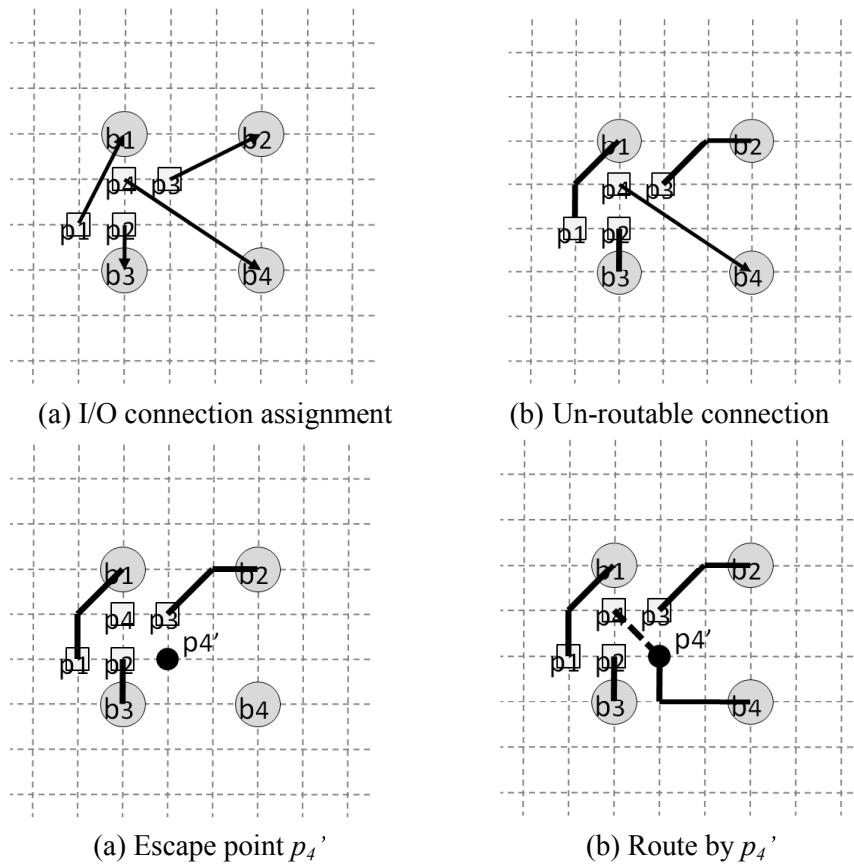 b1 b2
p4 p3
p1 p2
b3 b4
b1 b2
p4 p3
p1 p2
b3 b4
(a) I/O connection assignment
(b) Un-routable connection
b1 b2
p4 p3
p4’
p1 p2
b3 b4
b1 b2
p4 p3
p4’
p1 p2
b3 b4
(a) Escape point p₄’
(b) Route by p₄’